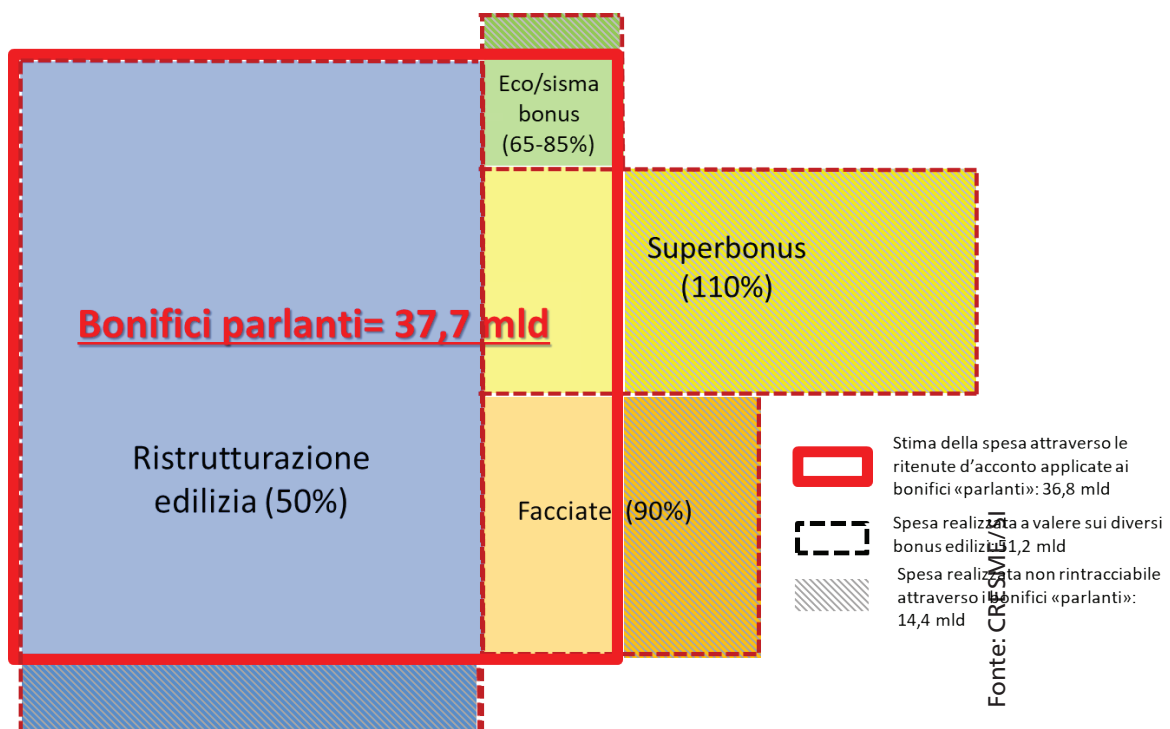 Eco/sisma
bonus
(65-85%)
Superbonus
(110%)
Bonifici parlanti= 37,7 mld
Ristrutturazione
edilizia (50%)
Facciate (90%)
Stima della spesa attraverso le
ritenute d’acconto applicate ai
bonifici «parlanti»: 36,8 mld
Spesa realizzata a valere sui diversi
bonus edilizi: 51,2 mld
Spesa realizzata non rintracciabile
attraverso i bonifici «parlanti»:
14,4 mld
Fonte: CRESME/SI